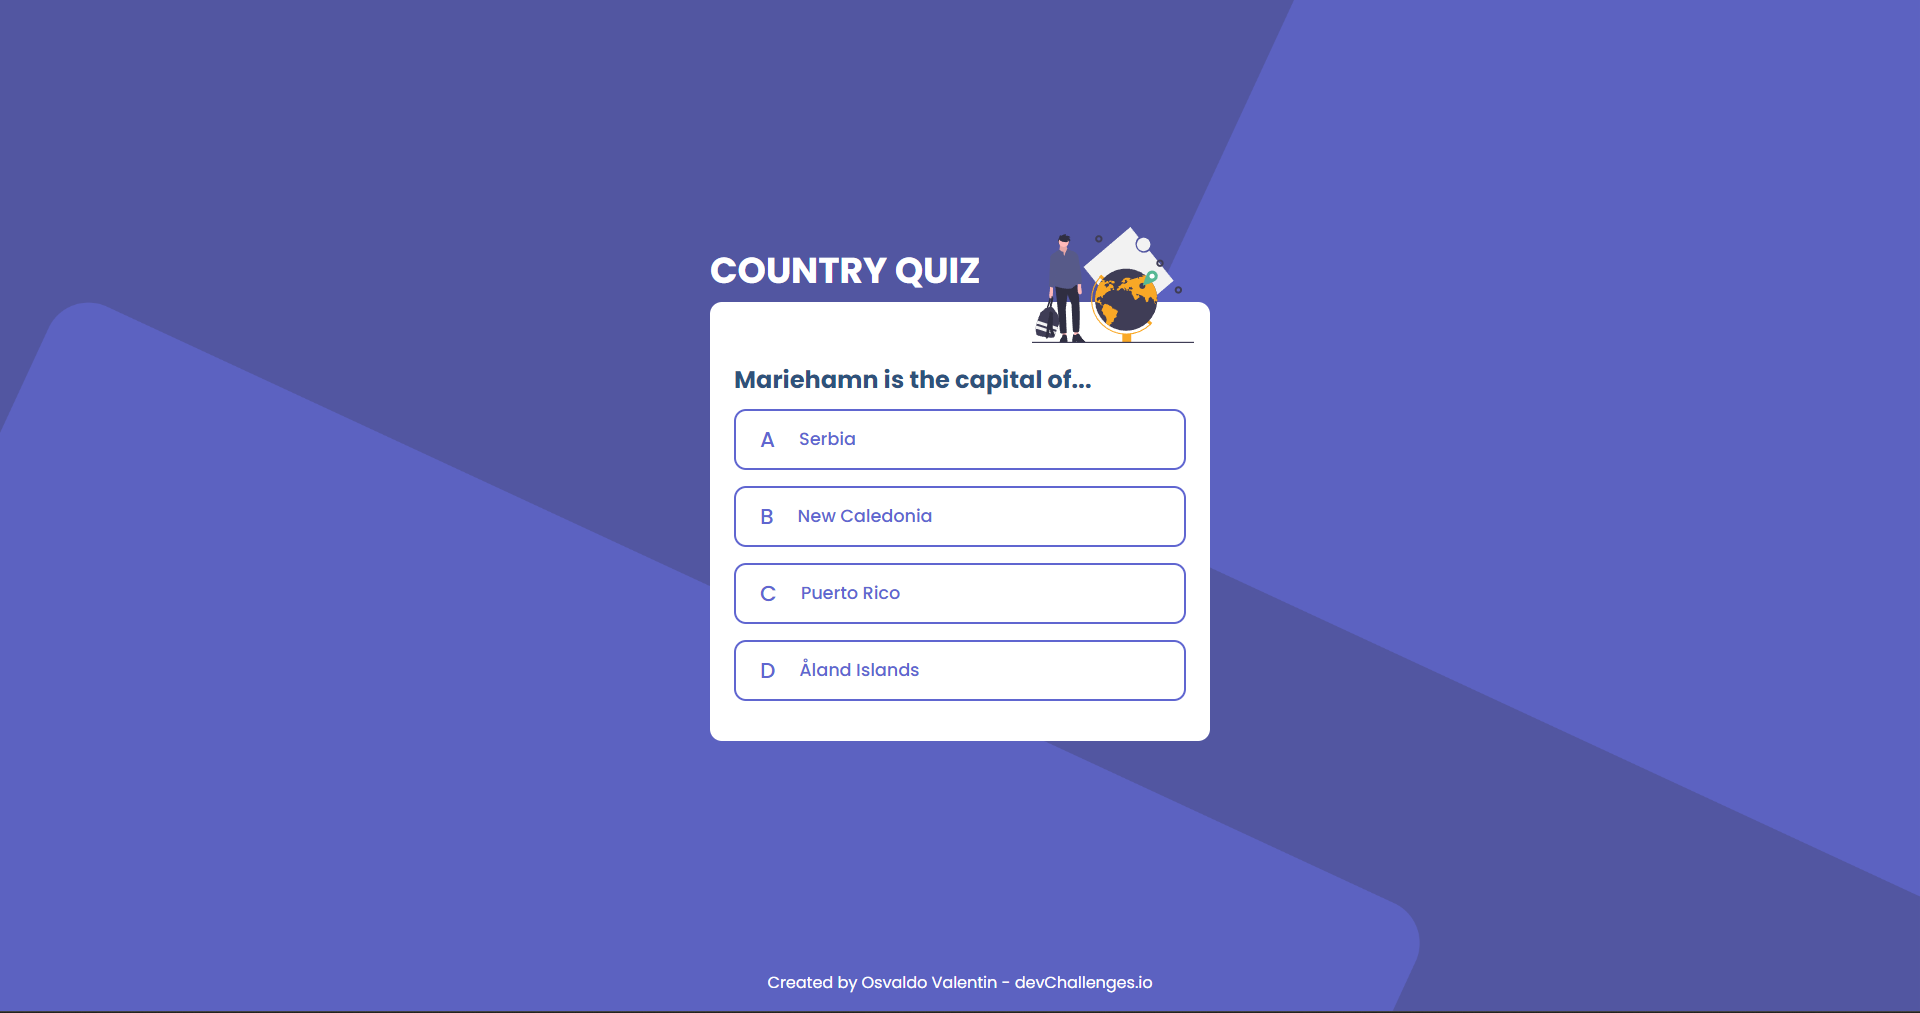 COUNTRY QUIZ
Mariehamn is the capital of...
A Serbia
B New Caledonia
C Puerto Rico
D Åland Islands
Created by Osvaldo Valentin - devChallenges.io